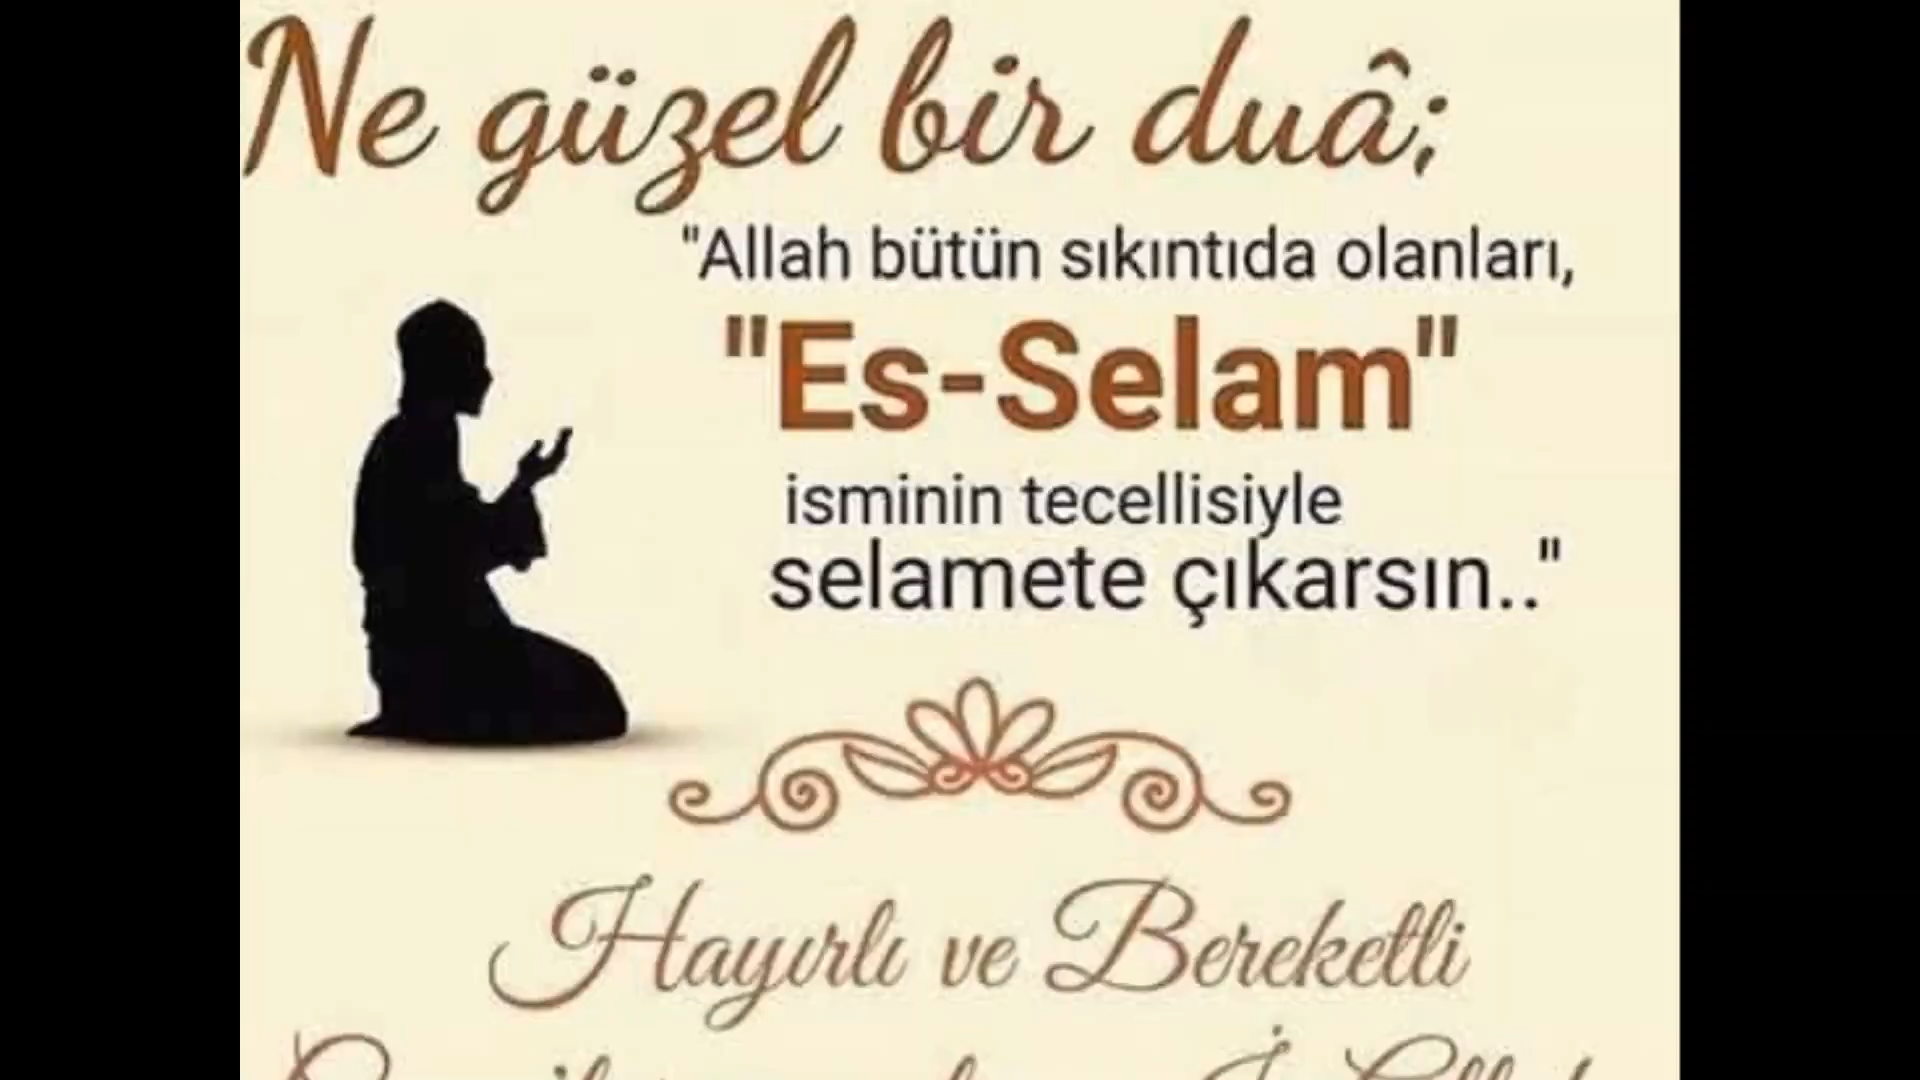 Ne güzel bir duâ;
"Allah bütün sıkıntıda olanları,
"Es-Selam"
isminin tecellisiyle
selamete çıkarsın.."
Hayırlı ve Bereketli